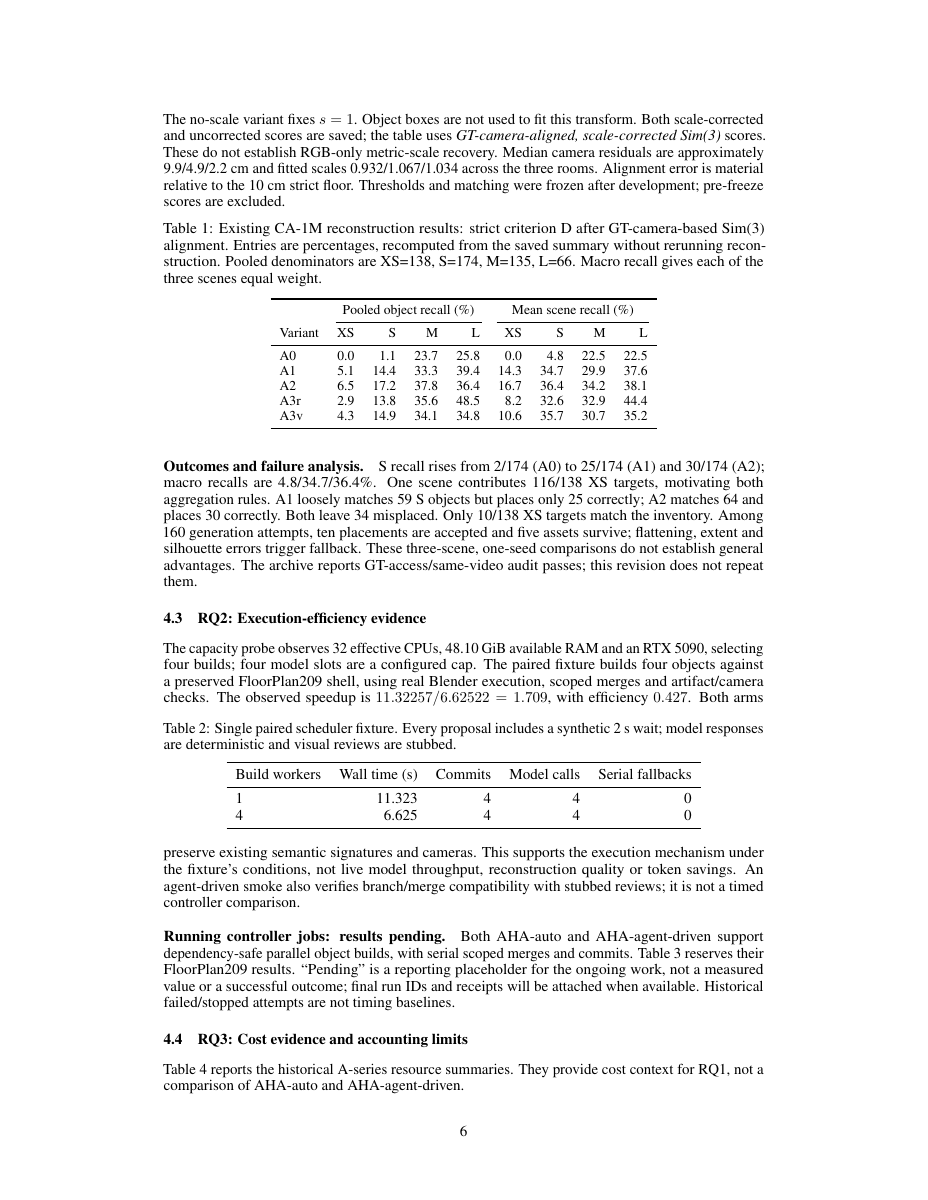 The no-scale variant fixes s = 1. Object boxes are not used to fit this transform. Both scale-corrected
and uncorrected scores are saved; the table uses GT-camera-aligned, scale-corrected Sim(3) scores.
These do not establish RGB-only metric-scale recovery. Median camera residuals are approximately
9.9/4.9/2.2 cm and fitted scales 0.932/1.067/1.034 across the three rooms. Alignment error is material
relative to the 10 cm strict floor. Thresholds and matching were frozen after development; pre-freeze
scores are excluded.
Table 1: Existing CA-1M reconstruction results: strict criterion D after GT-camera-based Sim(3)
alignment. Entries are percentages, recomputed from the saved summary without rerunning recon-
struction. Pooled denominators are XS=138, S=174, M=135, L=66. Macro recall gives each of the
three scenes equal weight.
Pooled object recall (%) Mean scene recall (%)
Variant XS S M L XS S M L
A0 0.0 1.1 23.7 25.8 0.0 4.8 22.5 22.5
A1 5.1 14.4 33.3 39.4 14.3 34.7 29.9 37.6
A2 6.5 17.2 37.8 36.4 16.7 36.4 34.2 38.1
A3r 2.9 13.8 35.6 48.5 8.2 32.6 32.9 44.4
A3v 4.3 14.9 34.1 34.8 10.6 35.7 30.7 35.2
Outcomes and failure analysis. S recall rises from 2/174 (A0) to 25/174 (A1) and 30/174 (A2);
macro recalls are 4.8/34.7/36.4%. One scene contributes 116/138 XS targets, motivating both
aggregation rules. A1 loosely matches 59 S objects but places only 25 correctly; A2 matches 64 and
places 30 correctly. Both leave 34 misplaced. Only 10/138 XS targets match the inventory. Among
160 generation attempts, ten placements are accepted and five assets survive; flattening, extent and
silhouette errors trigger fallback. These three-scene, one-seed comparisons do not establish general
advantages. The archive reports GT-access/same-video audit passes; this revision does not repeat
them.
4.3 RQ2: Execution-efficiency evidence
The capacity probe observes 32 effective CPUs, 48.10 GiB available RAM and an RTX 5090, selecting
four builds; four model slots are a configured cap. The paired fixture builds four objects against
a preserved FloorPlan209 shell, using real Blender execution, scoped merges and artifact/camera
checks. The observed speedup is 11.32257/6.62522 = 1.709, with efficiency 0.427. Both arms
Table 2: Single paired scheduler fixture. Every proposal includes a synthetic 2 s wait; model responses
are deterministic and visual reviews are stubbed.
Build workers Wall time (s) Commits Model calls Serial fallbacks
1 11.323 4 4 0
4 6.625 4 4 0
preserve existing semantic signatures and cameras. This supports the execution mechanism under
the fixture's conditions, not live model throughput, reconstruction quality or token savings. An
agent-driven smoke also verifies branch/merge compatibility with stubbed reviews; it is not a timed
controller comparison.
Running controller jobs: results pending. Both AHA-auto and AHA-agent-driven support
dependency-safe parallel object builds, with serial scoped merges and commits. Table 3 reserves their
FloorPlan209 results. “Pending” is a reporting placeholder for the ongoing work, not a measured
value or a successful outcome; final run IDs and receipts will be attached when available. Historical
failed/stopped attempts are not timing baselines.
4.4 RQ3: Cost evidence and accounting limits
Table 4 reports the historical A-series resource summaries. They provide cost context for RQ1, not a
comparison of AHA-auto and AHA-agent-driven.
6